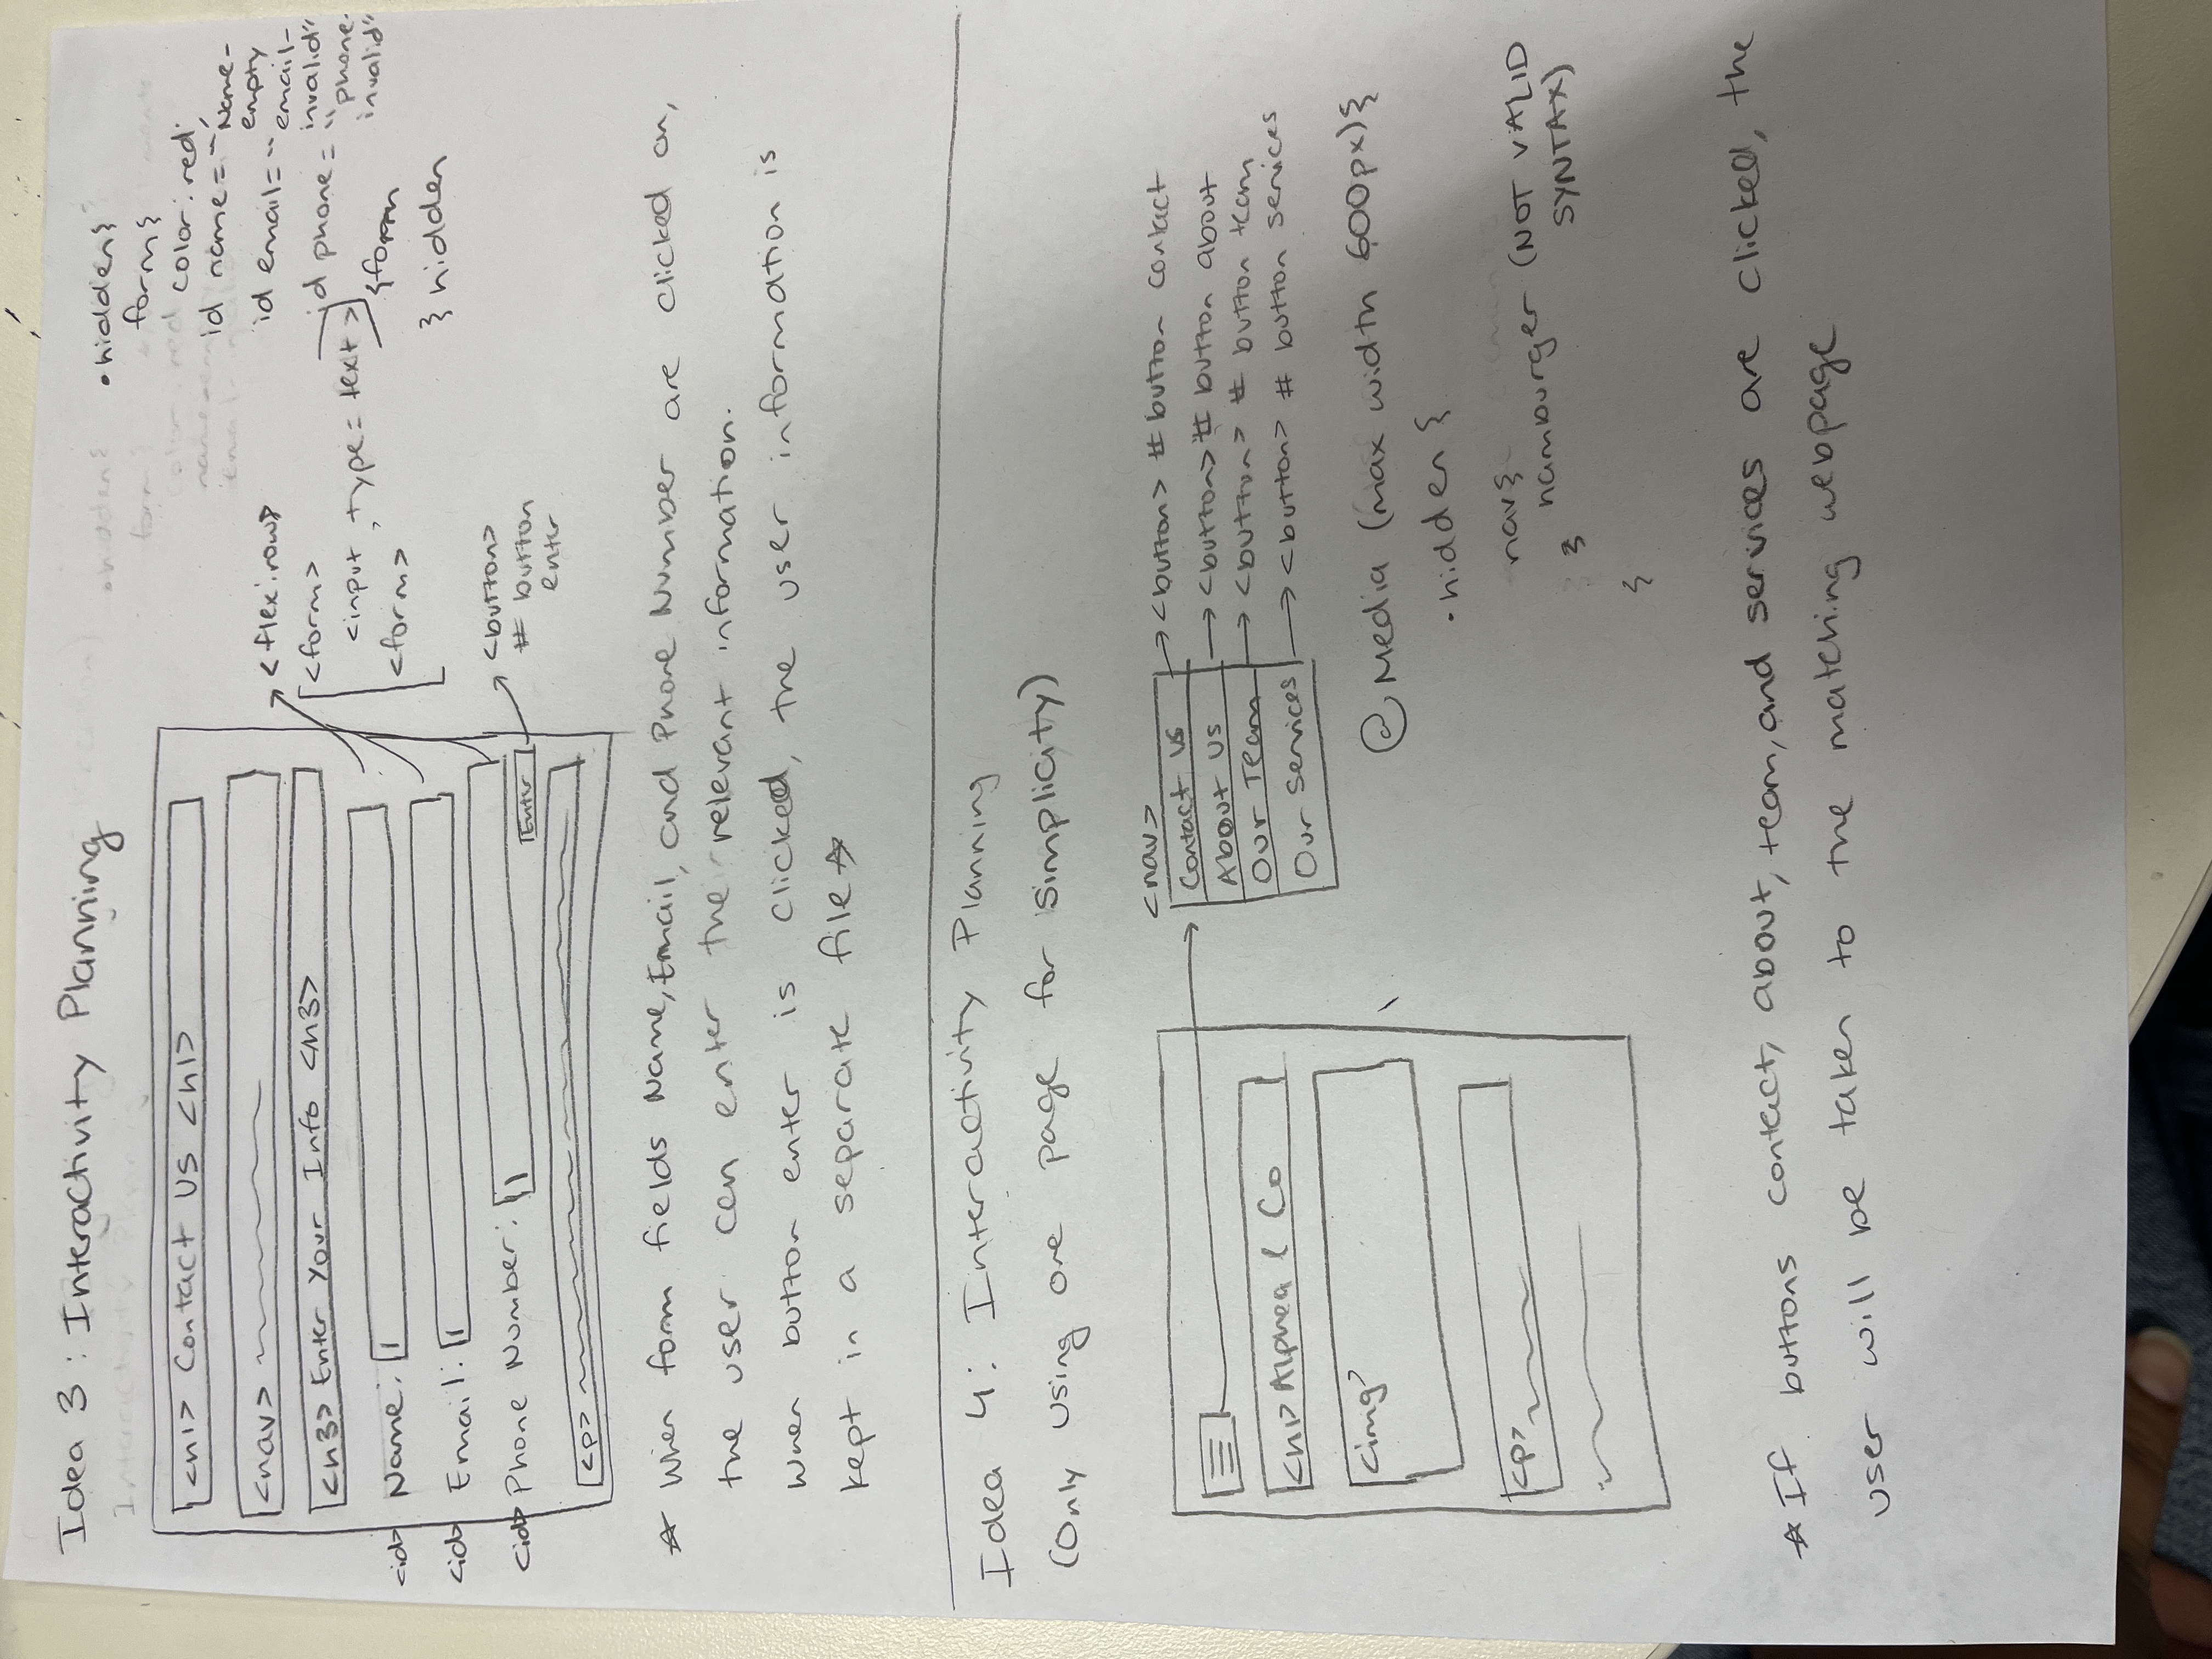 Idea 3: Interactivity Planning
<h1> Contact Us <h1>
<nav>
<h3> Enter Your Info <h3>
<id> Name:
<id> Email:
<id> Phone Number:
Enter
<p>
<flex:row>
<form>
<input type=text>
<form>
<button>
# button
enter
.hidden{
form{
color:red;
id name="Name-
empty
id email="email-
invalid"
id phone="phone-
invalid"
}form
} hidden
☆ When form fields Name, Email, and Phone Number are clicked on,
the user can enter the relevant information.
When button enter is clicked, the user information is
kept in a separate file☆
Idea 4: Interactivity Planning
(Only using one page for simplicity)
<h1>
<img>
<p>
<nav>
Contact Us → <button> # button contact
About Us → <button> # button about
Our Team → <button> # button team
Our Services → <button> # button services
@Media (max width 600px){
.hidden {
nav{
hamburger (NOT VALID
SYNTAX)
}
}
☆ If buttons contact, about, team, and services are clicked, the
user will be taken to the matching webpage